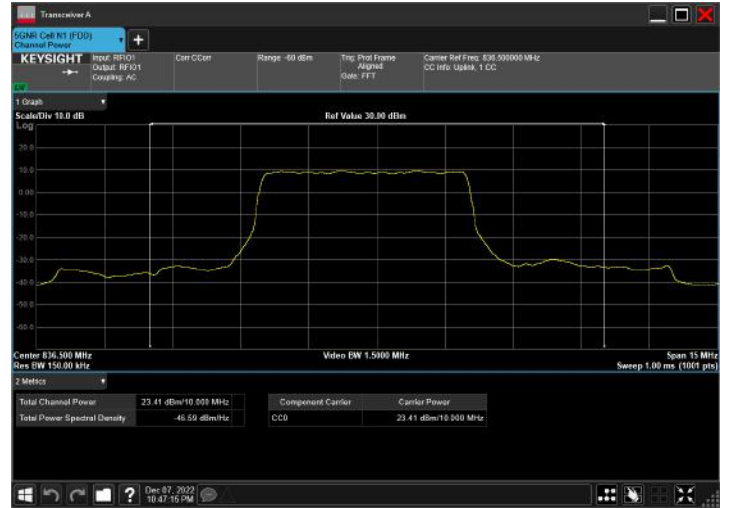 Transceiver A
5GNR Cell N1 (FDD)
Channel Power
KEYSIGHT
Input: RFIO1
Output: RFIO1
Coupling: AC
Corr CCorr
Range -60 dBm
Trig: Prot Frame
Aligned
Gate: FFT
Carrier Ref Freq: 836.500000 MHz
CC Info: Uplink, 1 CC
1 Graph
Scale/Div 10.0 dB
Ref Value 30.00 dBm
Log
20.0
10.0
0.00
-10.0
-20.0
-30.0
-40.0
-50.0
-60.0
Center 836.500 MHz
Video BW 1.5000 MHz
Span 15 MHz
Res BW 150.00 kHz
Sweep 1.00 ms (1001 pts)
2 Metrics
Total Channel Power 23.41 dBm/10.000 MHz
Total Power Spectral Density -46.59 dBm/Hz
Component Carrier Carrier Power
CC0 23.41 dBm/10.000 MHz
?
Dec 07, 2022
10:47:15 PM